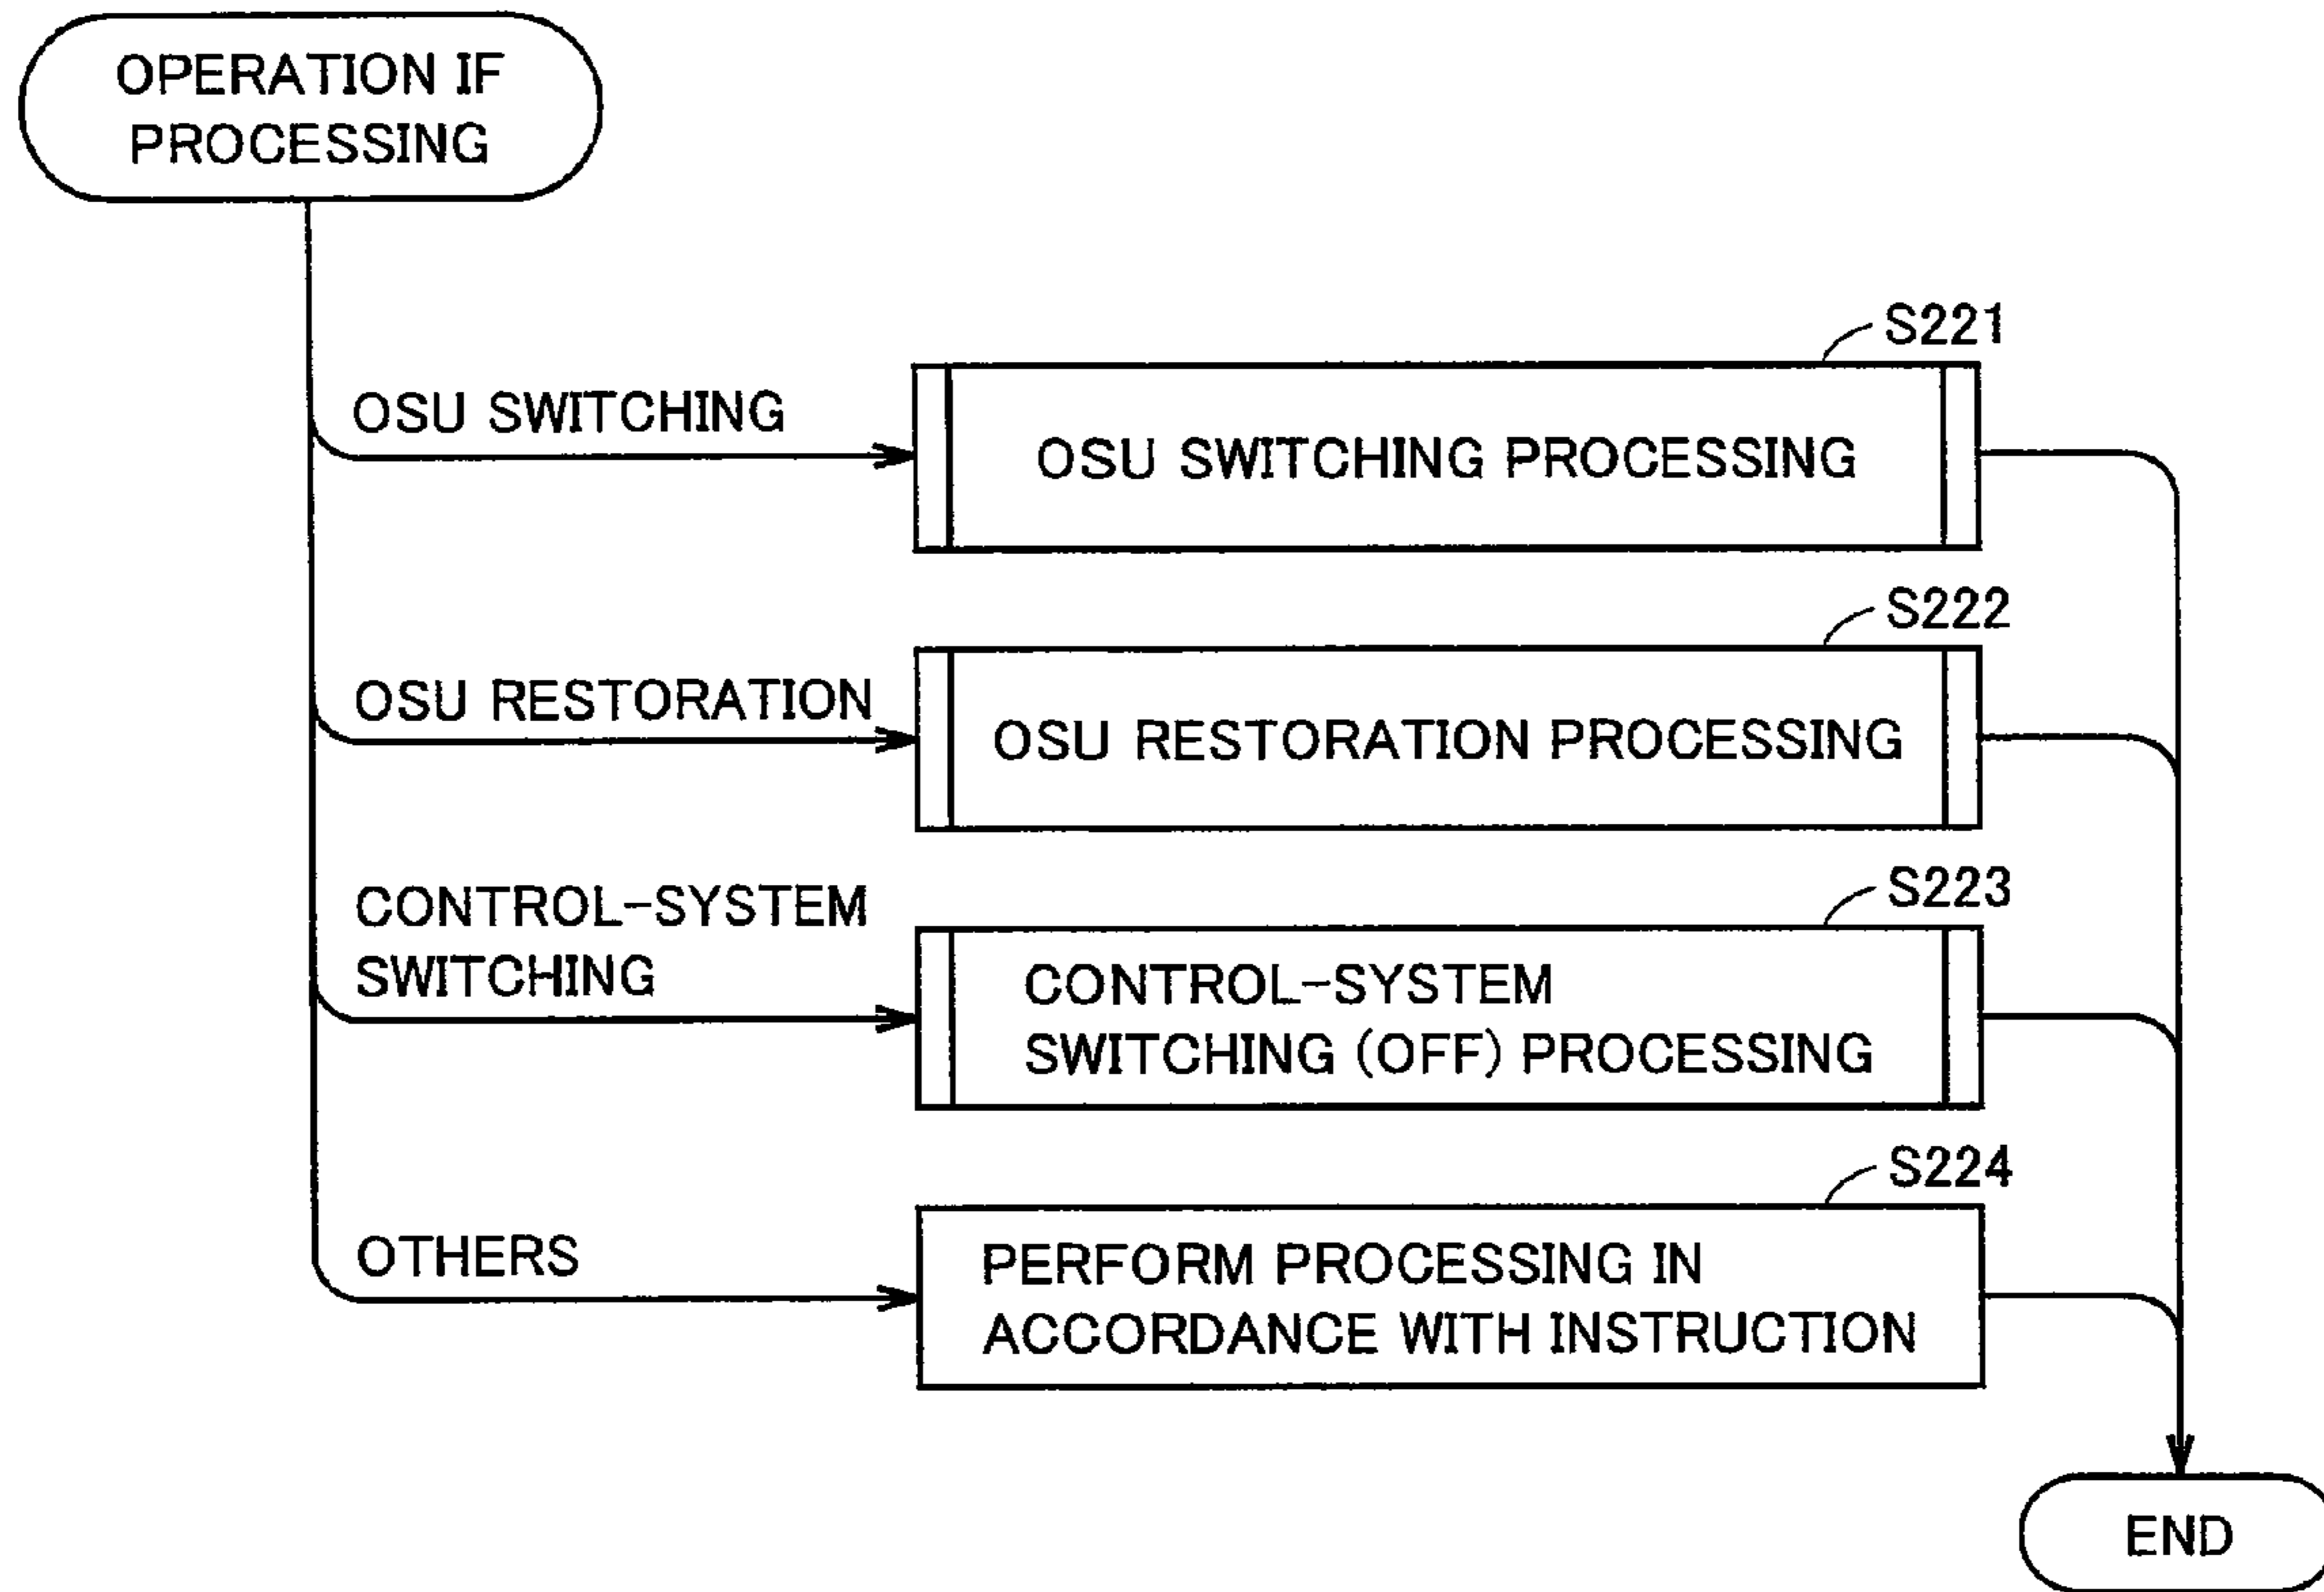 OPERATION IF
PROCESSING
S221
OSU SWITCHING
OSU SWITCHING PROCESSING
S222
OSU RESTORATION
OSU RESTORATION PROCESSING
S223
CONTROL-SYSTEM
SWITCHING
CONTROL-SYSTEM
SWITCHING (OFF) PROCESSING
S224
OTHERS
PERFORM PROCESSING IN
ACCORDANCE WITH INSTRUCTION
END